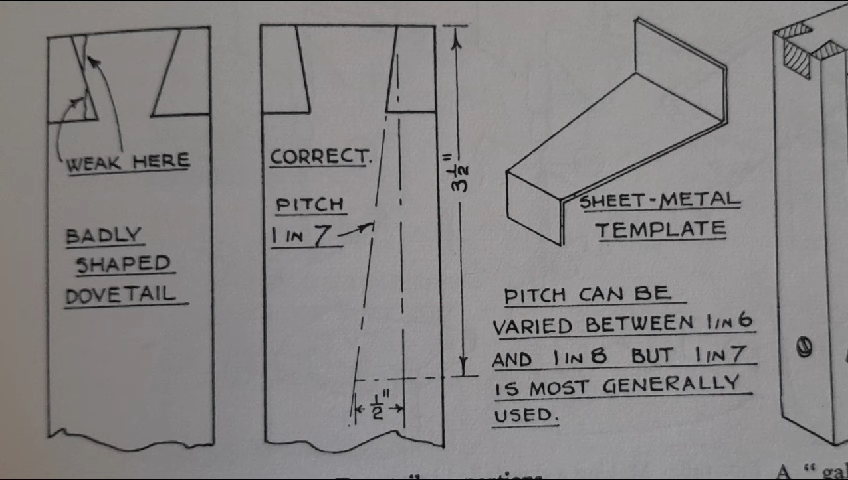 WEAK HERE
BADLY
SHAPED
DOVETAIL
CORRECT.
PITCH
1 IN 7
3½"
½"
SHEET-METAL
TEMPLATE
PITCH CAN BE
VARIED BETWEEN 1 IN 6
AND 1 IN 8 BUT 1 IN 7
IS MOST GENERALLY
USED.
A "gal